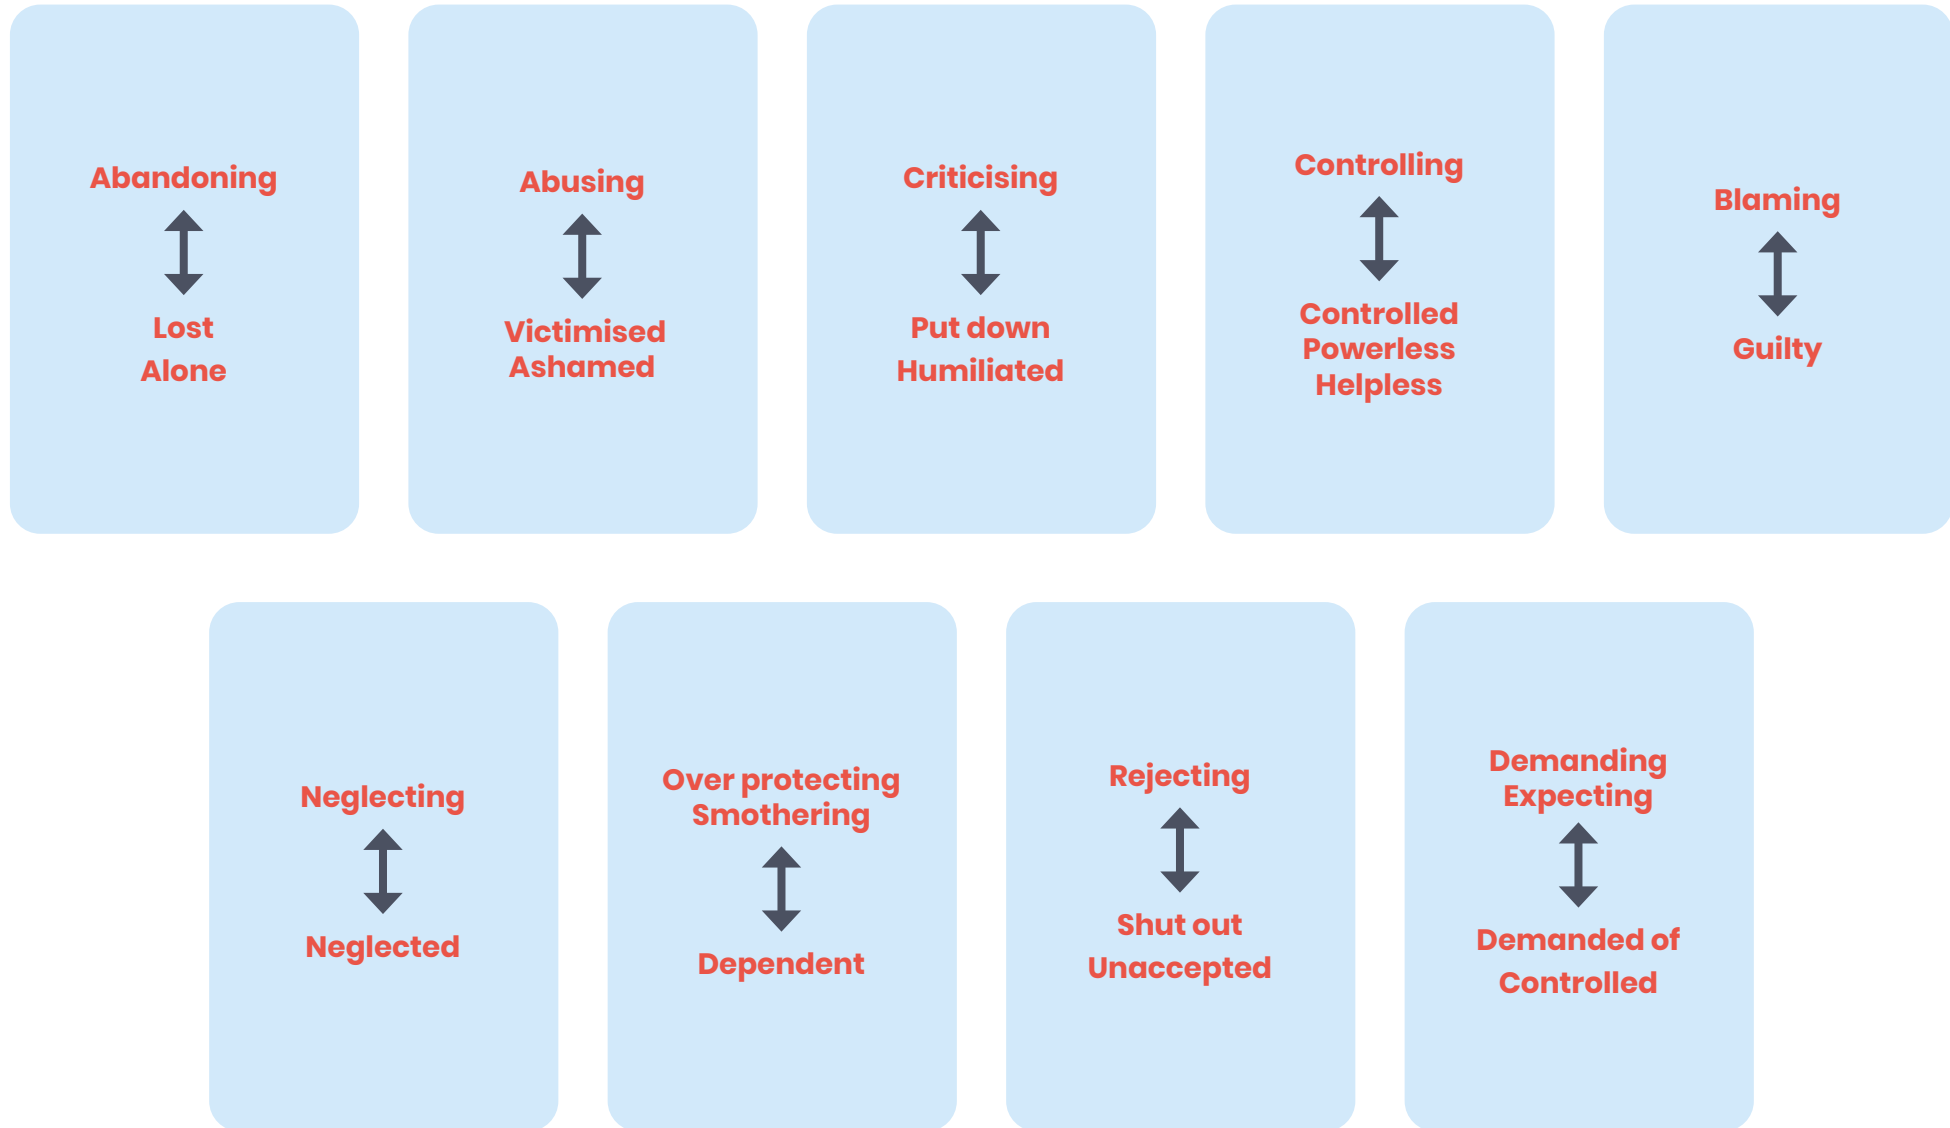 Abandoning
Lost
Alone
Abusing
Victimised
Ashamed
Criticising
Put down
Humiliated
Controlling
Controlled
Powerless
Helpless
Blaming
Guilty
Neglecting
Neglected
Over protecting
Smothering
Dependent
Rejecting
Shut out
Unaccepted
Demanding
Expecting
Demanded of
Controlled